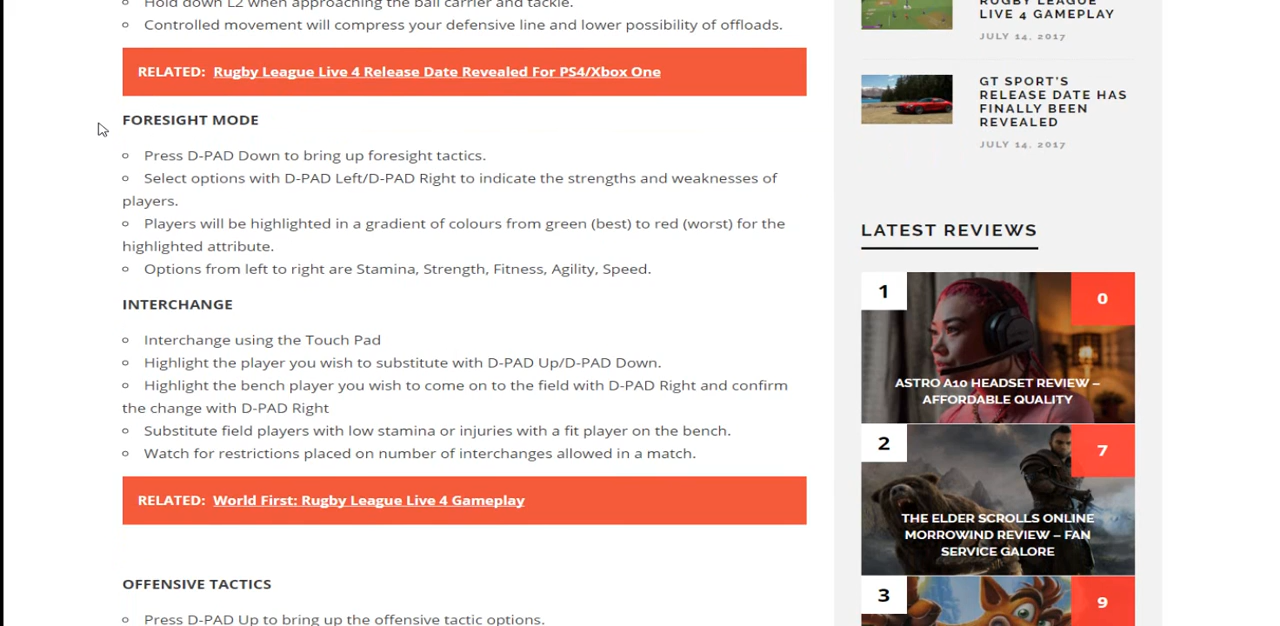 Hold down L2 when approaching the ball carrier and tackle.
Controlled movement will compress your defensive line and lower possibility of offloads.
RELATED: Rugby League Live 4 Release Date Revealed For PS4/Xbox One
FORESIGHT MODE
Press D-PAD Down to bring up foresight tactics.
Select options with D-PAD Left/D-PAD Right to indicate the strengths and weaknesses of
players.
Players will be highlighted in a gradient of colours from green (best) to red (worst) for the
highlighted attribute.
Options from left to right are Stamina, Strength, Fitness, Agility, Speed.
INTERCHANGE
Interchange using the Touch Pad
Highlight the player you wish to substitute with D-PAD Up/D-PAD Down.
Highlight the bench player you wish to come on to the field with D-PAD Right and confirm
the change with D-PAD Right
Substitute field players with low stamina or injuries with a fit player on the bench.
Watch for restrictions placed on number of interchanges allowed in a match.
RELATED: World First: Rugby League Live 4 Gameplay
OFFENSIVE TACTICS
Press D-PAD Up to bring up the offensive tactic options.
RUGBY LEAGUE
LIVE 4 GAMEPLAY
JULY 14, 2017
GT SPORT'S
RELEASE DATE HAS
FINALLY BEEN
REVEALED
JULY 14, 2017
LATEST REVIEWS
1
0
ASTRO A10 HEADSET REVIEW –
AFFORDABLE QUALITY
2
7
THE ELDER SCROLLS ONLINE
MORROWIND REVIEW – FAN
SERVICE GALORE
3
9